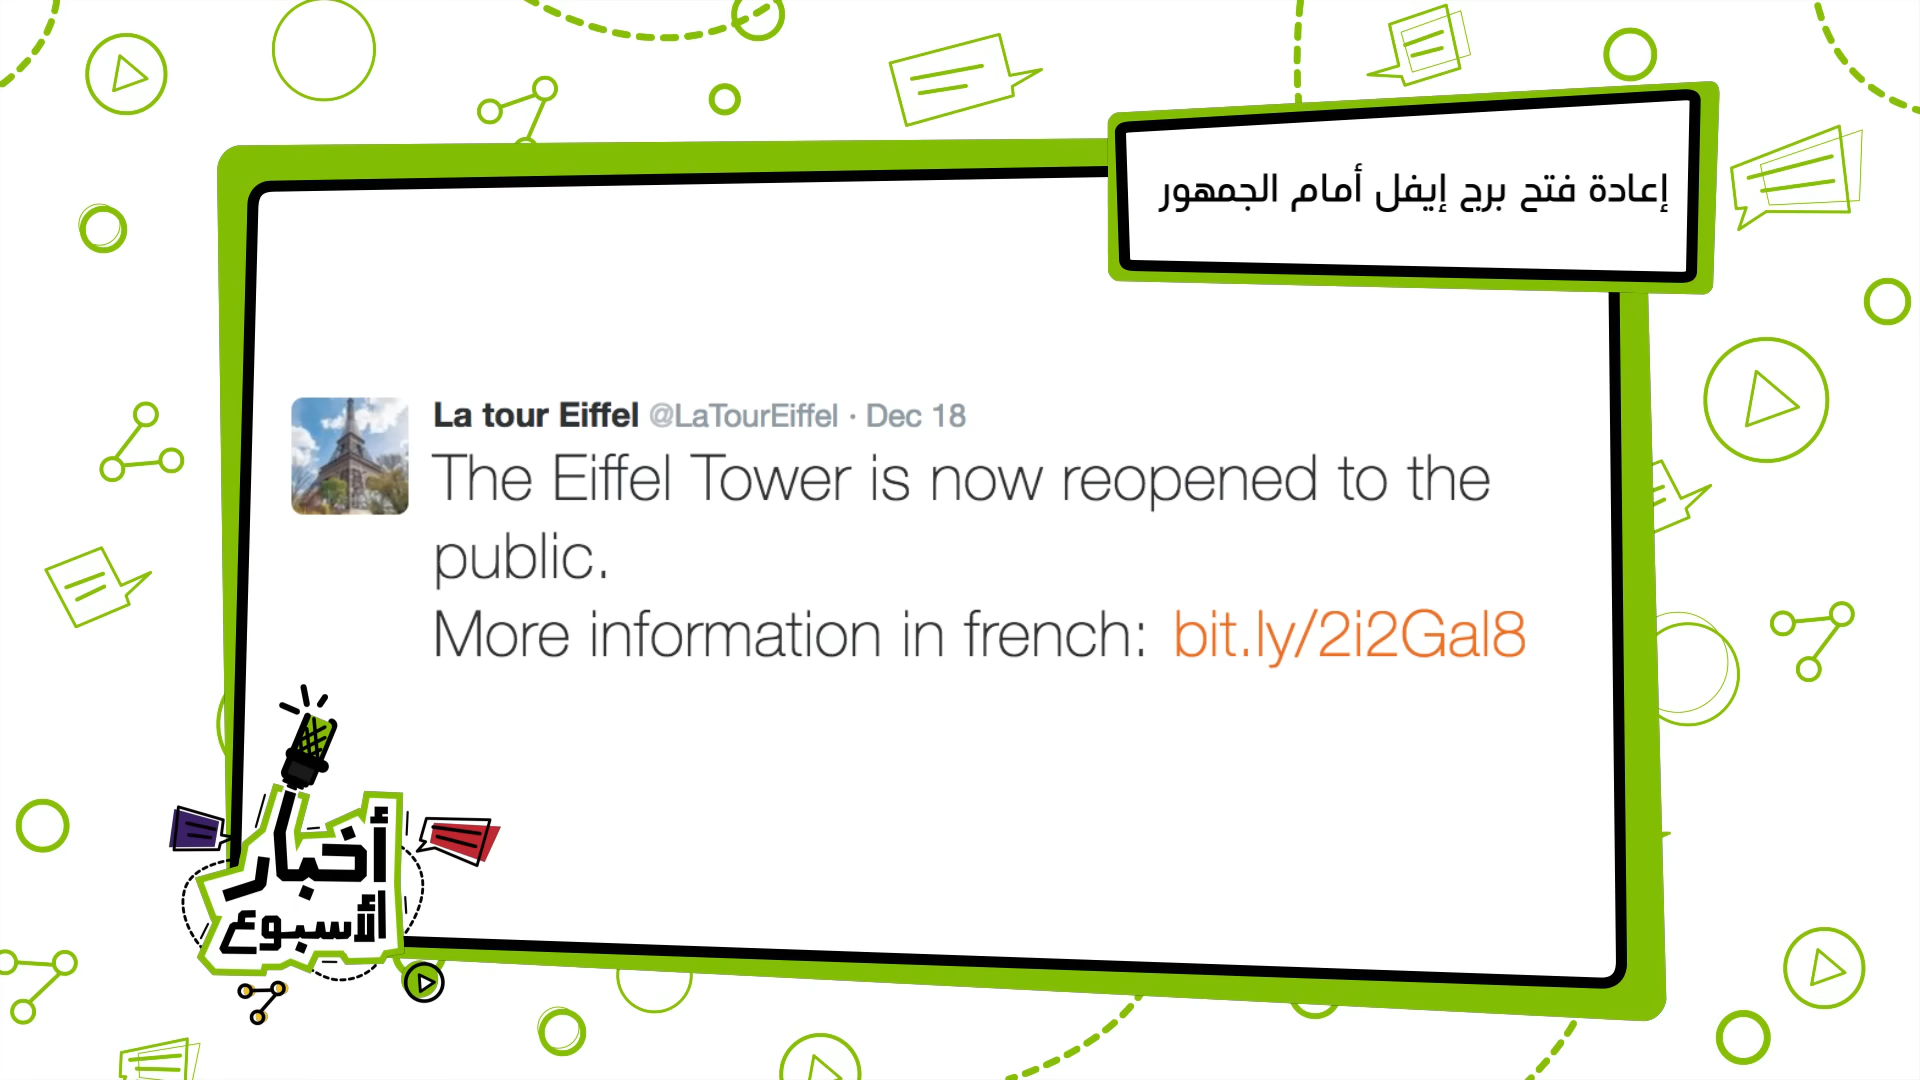 إعادة فتح برج إيفل أمام الجمهور
La tour Eiffel @LaTourEiffel · Dec 18
The Eiffel Tower is now reopened to the
public.
More information in french: bit.ly/2i2Gal8
أخبار
الأسبوع